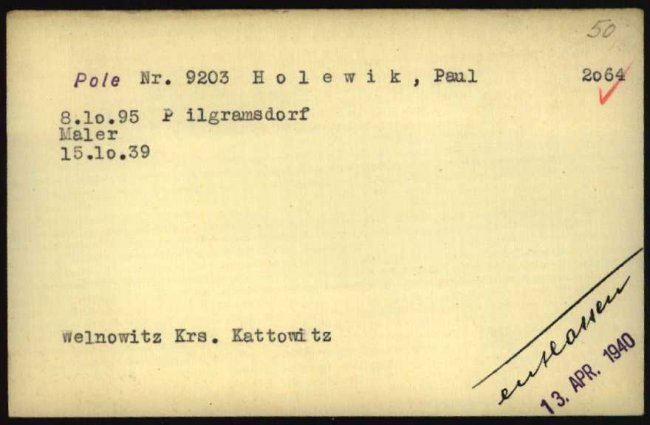 50
Pole Nr. 9203 H o l e w i k , Paul 2o64
8.1o.95 P ilgramsdorf
Maler
15.1o.39
Welnowitz Krs. Kattowitz
entlassen
13. APR. 1940